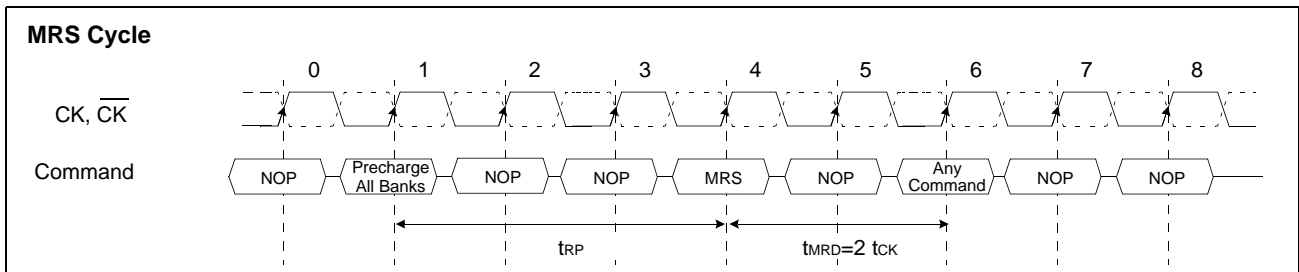 MRS Cycle
0 1 2 3 4 5 6 7 8
CK, C̅K̅
Command
NOP Precharge All Banks NOP NOP MRS NOP Any Command NOP NOP
tRP tMRD=2 tCK